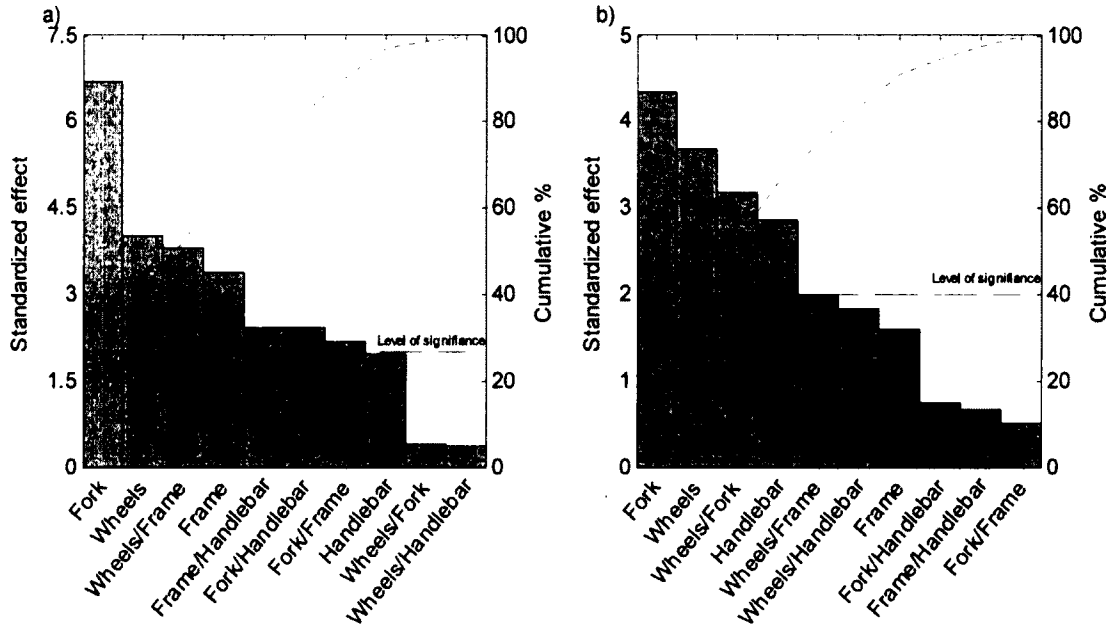 a)
7.5
6
4.5
3
1.5
0
Standardized effect
100
80
60
40
20
0
Cumulative %
Level of signifiance
Fork
Wheels
Wheels/Frame
Frame
Frame/Handlebar
Fork/Handlebar
Fork/Frame
Handlebar
Wheels/Fork
Wheels/Handlebar
b)
5
4
3
2
1
0
Standardized effect
100
80
60
40
20
0
Cumulative %
Level of signifiance
Fork
Wheels
Wheels/Fork
Handlebar
Wheels/Frame
Wheels/Handlebar
Frame
Fork/Handlebar
Frame/Handlebar
Fork/Frame